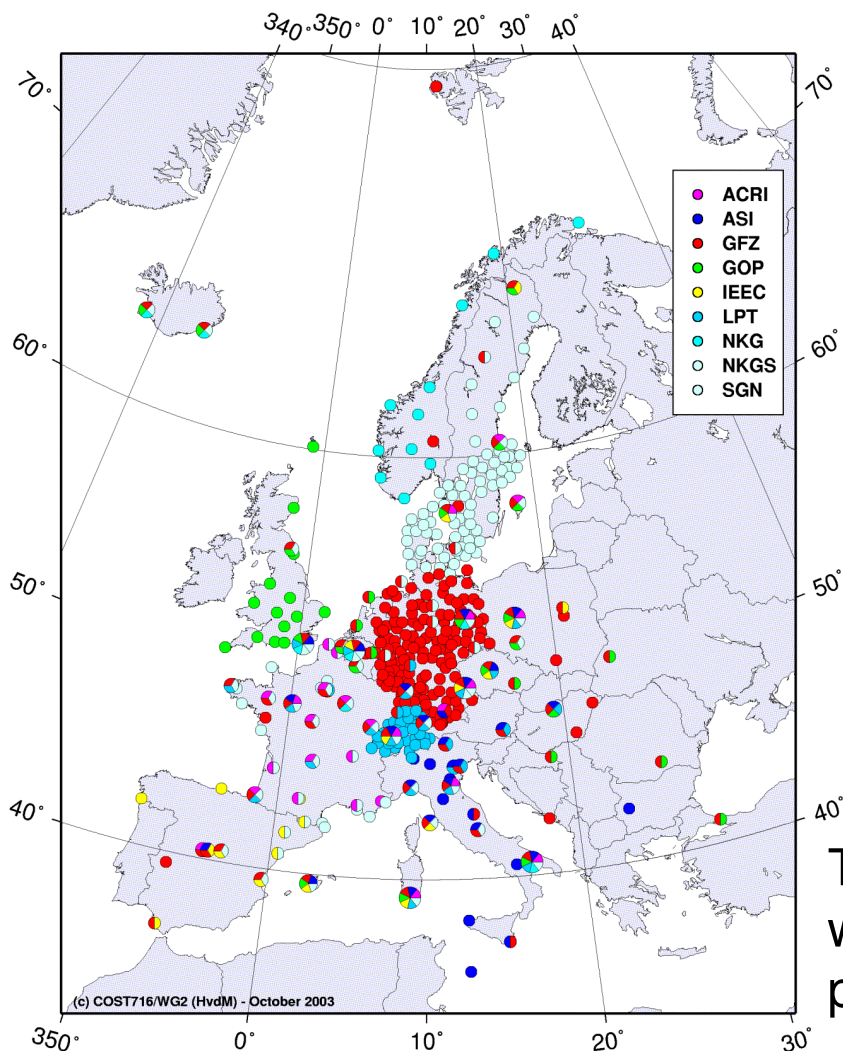 340° 350° 0° 10° 20° 30° 40°
70° 70°
ACRI
ASI
GFZ
GOP
IEEC
LPT
NKG
NKGS
SGN
60° 60°
50° 50°
40° 40°
T
w
p
(c) COST716/WG2 (HvdM) - October 2003
350° 0° 10° 20° 30°